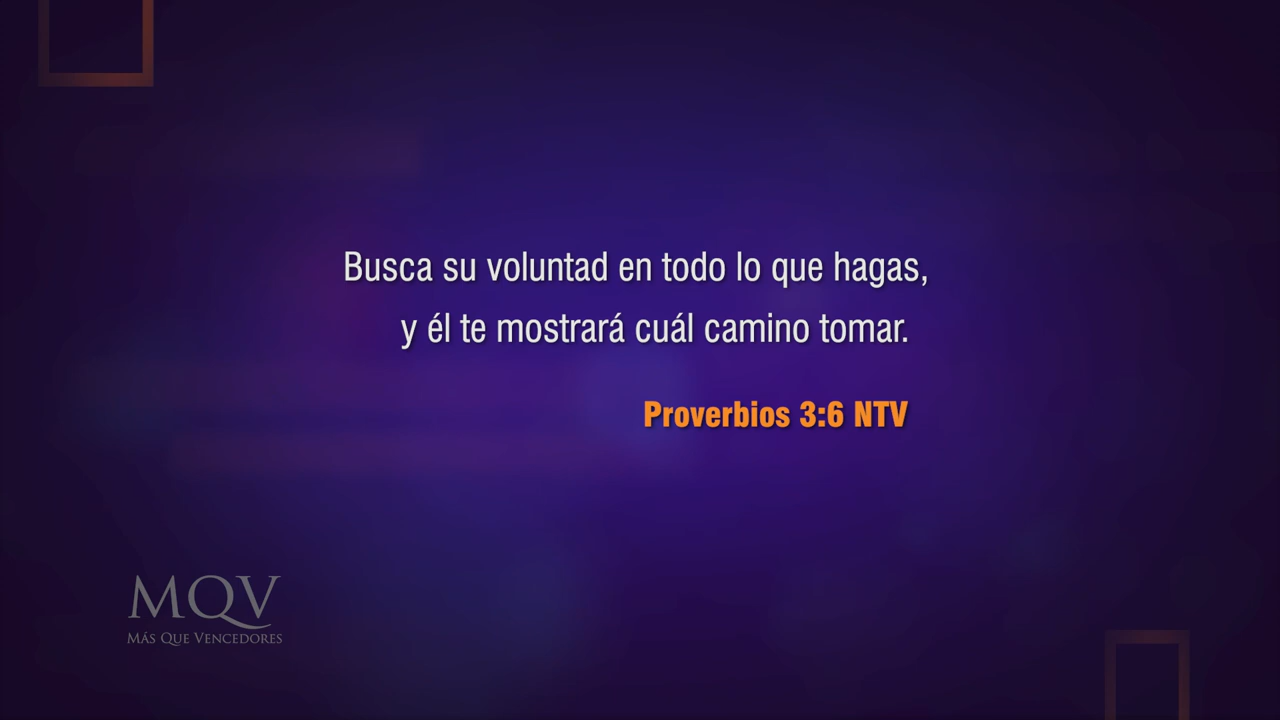 Busca su voluntad en todo lo que hagas,
y él te mostrará cuál camino tomar.
Proverbios 3:6 NTV
MQV
MÁS QUE VENCEDORES